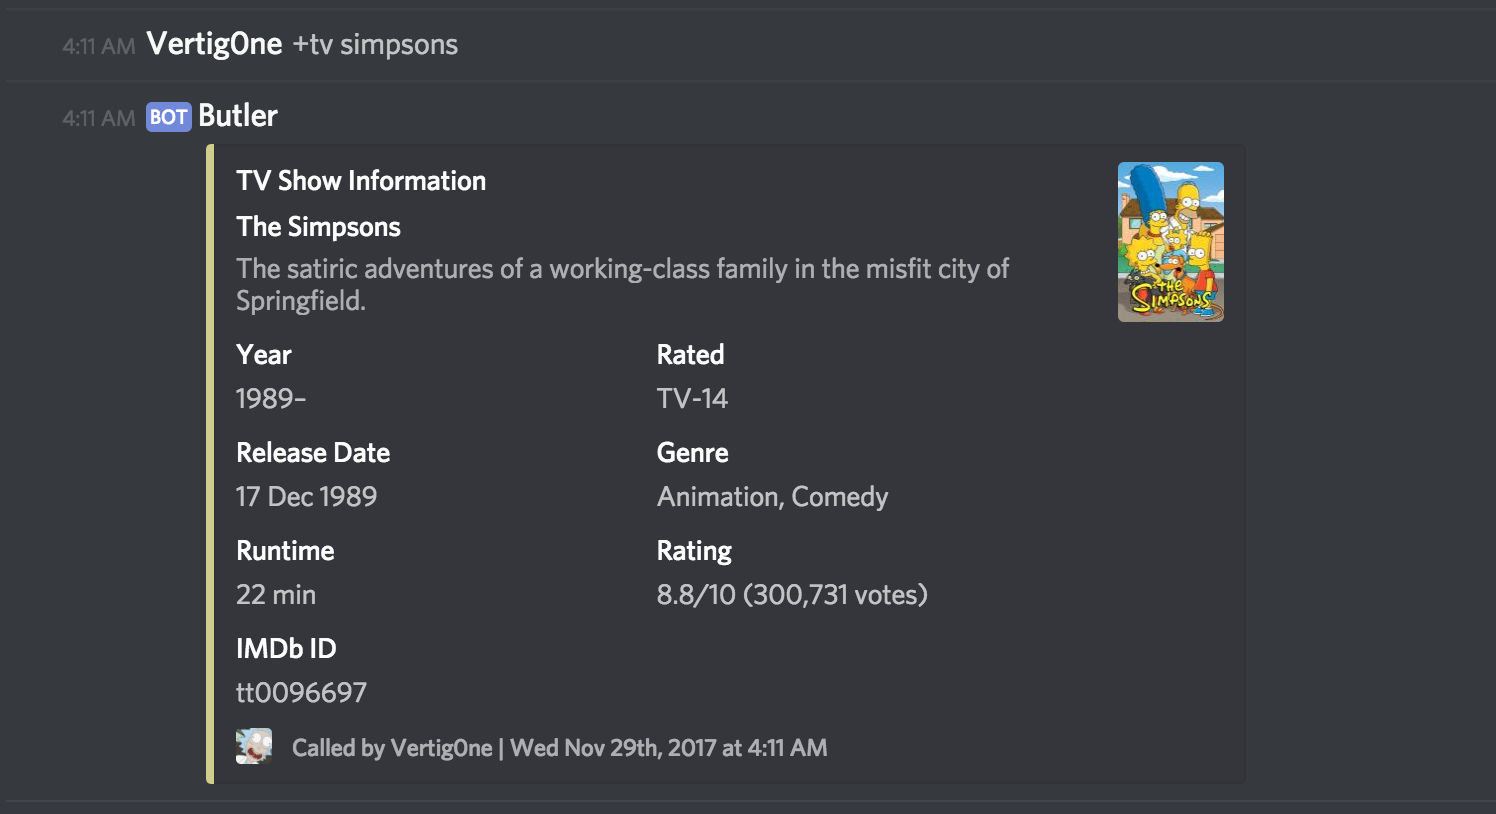 4:11 AM VertigOne +tv simpsons
4:11 AM BOT Butler
TV Show Information
The Simpsons
The satiric adventures of a working-class family in the misfit city of
Springfield.
THE
SIMPSONS
Year
Rated
1989–
TV-14
Release Date
Genre
17 Dec 1989
Animation, Comedy
Runtime
Rating
22 min
8.8/10 (300,731 votes)
IMDb ID
tt0096697
Called by VertigOne | Wed Nov 29th, 2017 at 4:11 AM